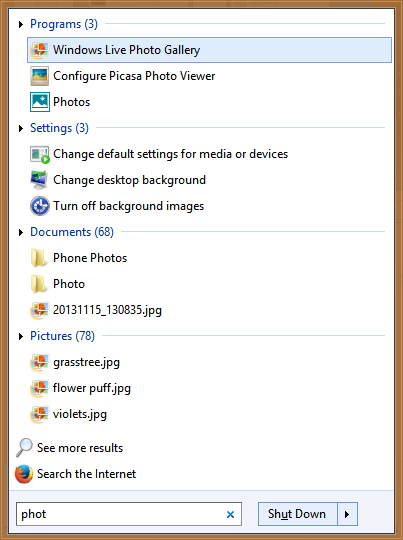 Programs (3)
Windows Live Photo Gallery
Configure Picasa Photo Viewer
Photos
Settings (3)
Change default settings for media or devices
Change desktop background
Turn off background images
Documents (68)
Phone Photos
Photo
20131115_130835.jpg
Pictures (78)
grasstree.jpg
flower puff.jpg
violets.jpg
See more results
Search the Internet
phot
Shut Down